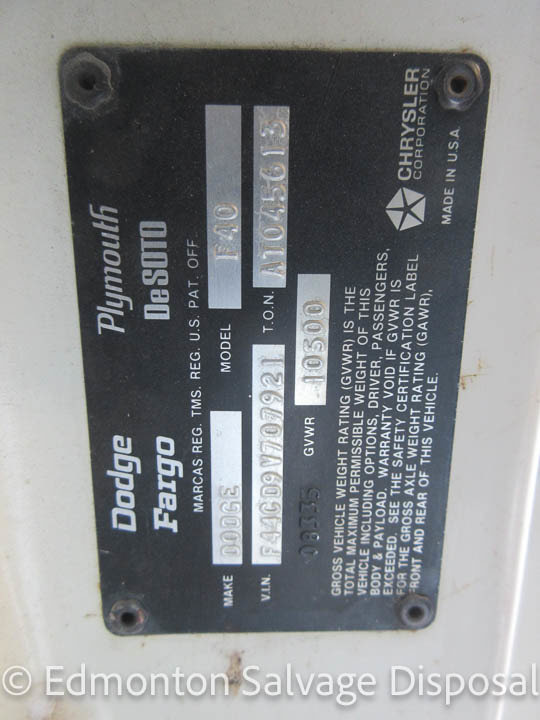 Dodge Plymouth
Fargo DeSOTO
MARCAS REG. TMS. REG. U.S. PAT. OFF.
MAKE DODGE MODEL F40
V.I.N. F44CD9V707921 T.O.N. AT045613
08335 GVWR 10500
GROSS VEHICLE WEIGHT RATING (GVWR) IS THE
TOTAL MAXIMUM PERMISSIBLE WEIGHT OF THIS
VEHICLE INCLUDING OPTIONS, DRIVER, PASSENGERS,
BODY & PAYLOAD. WARRANTY VOID IF GVWR IS
EXCEEDED. SEE THE SAFETY CERTIFICATION LABEL
FOR THE GROSS AXLE WEIGHT RATING (GAWR),
FRONT AND REAR OF THIS VEHICLE.
CHRYSLER
CORPORATION
MADE IN U.S.A.
© Edmonton Salvage Disposal